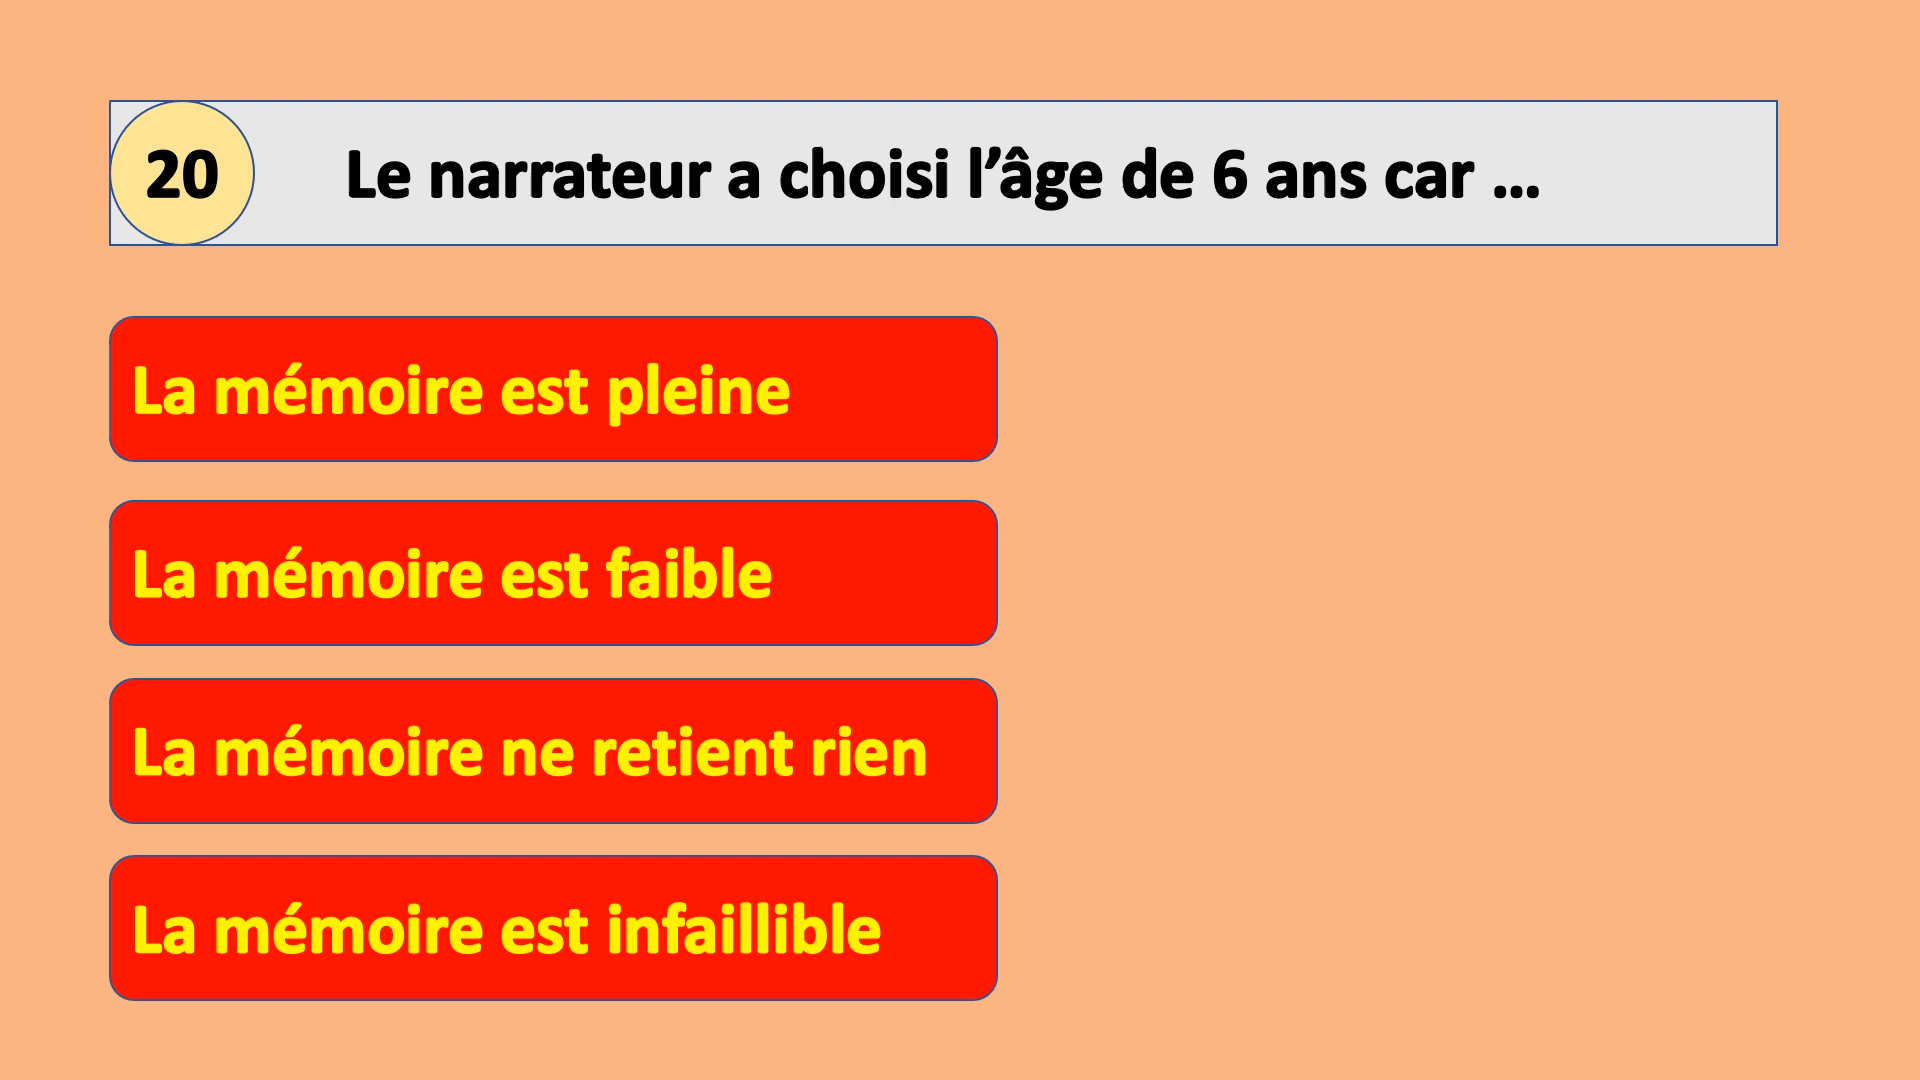 20
Le narrateur a choisi l’âge de 6 ans car …
La mémoire est pleine
La mémoire est faible
La mémoire ne retient rien
La mémoire est infaillible